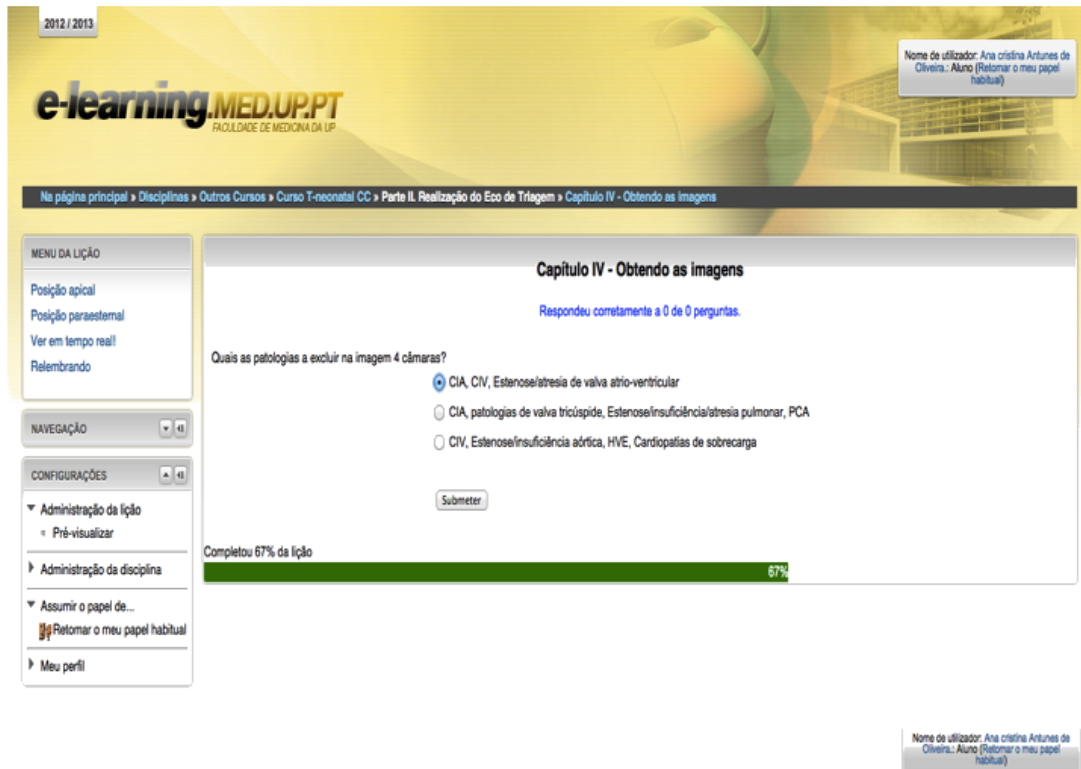 2012 / 2013
Nome de utilizador: Ana cristina Antunes de
Oliveira.: Aluno (Retomar o meu papel
habitual)
e-learning.MED.UP.PT
FACULDADE DE MEDICINA DA UP
Na página principal » Disciplinas » Outros Cursos » Curso T-neonatal CC » Parte II. Realização do Eco de Triagem » Capítulo IV - Obtendo as imagens
MENU DA LIÇÃO
Posição apical
Posição paraesternal
Ver em tempo real!
Relembrando
NAVEGAÇÃO
CONFIGURAÇÕES
Administração da lição
Pré-visualizar
Administração da disciplina
Assumir o papel de...
Retomar o meu papel habitual
Meu perfil
Capítulo IV - Obtendo as imagens
Respondeu corretamente a 0 de 0 perguntas.
Quais as patologias a excluir na imagem 4 câmaras?
CIA, CIV, Estenose/atresia de valva atrio-ventricular
CIA, patologias de valva tricúspide, Estenose/insuficiência/atresia pulmonar, PCA
CIV, Estenose/insuficiência aórtica, HVE, Cardiopatias de sobrecarga
Submeter
Completou 67% da lição
67%
Nome de utilizador: Ana cristina Antunes de
Oliveira.: Aluno (Retomar o meu papel
habitual)